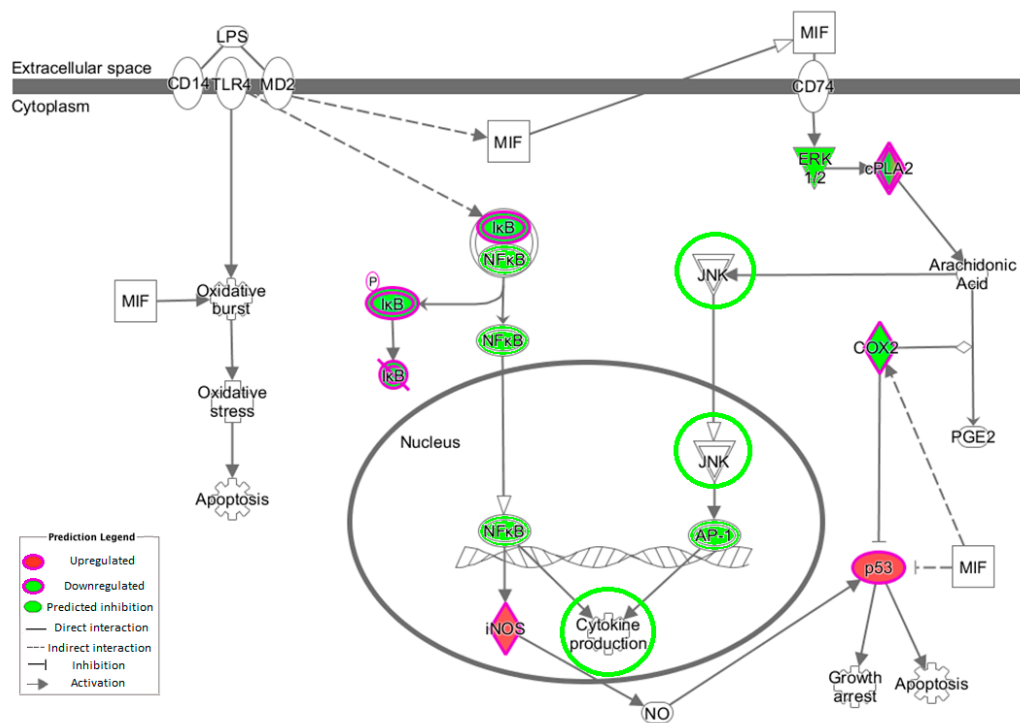 LPS
MIF
Extracellular space
CD14
TLR4
MD2
CD74
Cytoplasm
MIF
ERK
1/2
cPLA2
IκB
NFκB
JNK
Arachidonic
Acid
MIF
Oxidative
burst
P
IκB
NFκB
COX2
IκB
Oxidative
stress
Nucleus
PGE2
JNK
Apoptosis
NFκB
AP-1
Prediction Legend
Upregulated
Downregulated
Predicted inhibition
Direct interaction
Indirect interaction
Inhibition
Activation
p53
MIF
iNOS
Cytokine
production
Growth
arrest
Apoptosis
NO